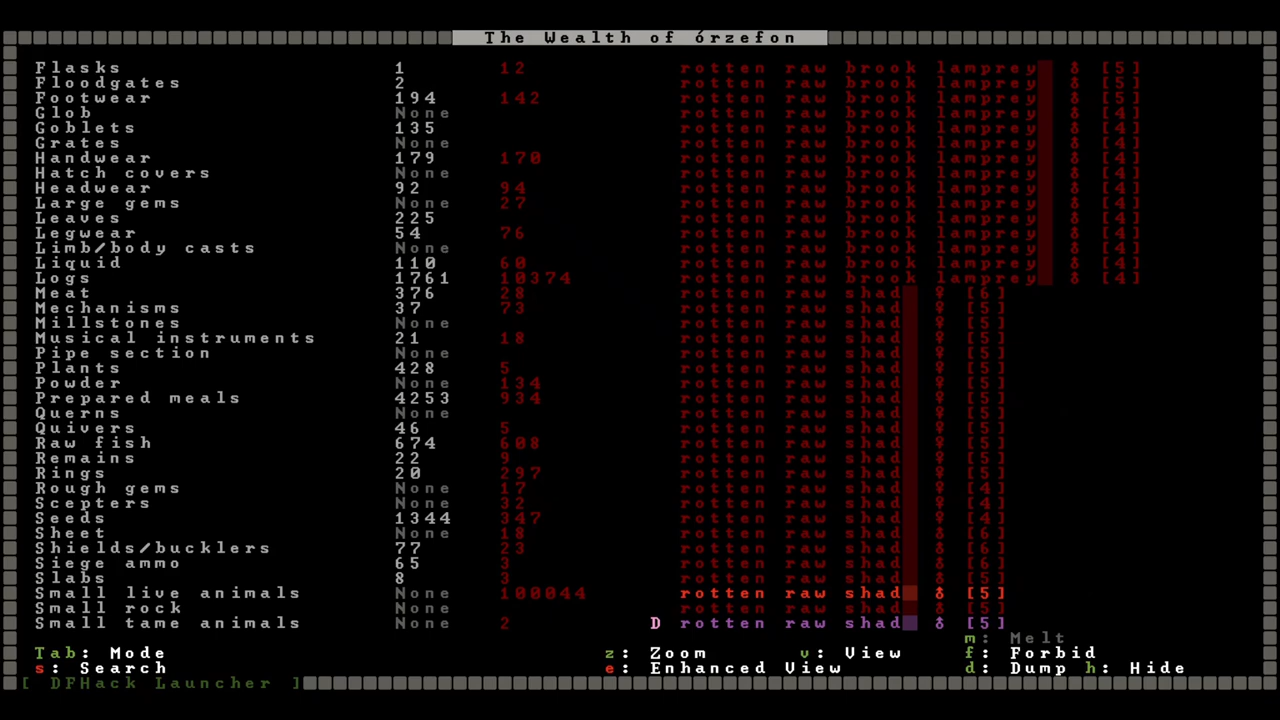 The Wealth of órzefon
Flasks 1 12 rotten raw brook lamprey ♂ [5]
Floodgates 2 rotten raw brook lamprey ♂ [5]
Footwear 194 142 rotten raw brook lamprey ♂ [5]
Glob None rotten raw brook lamprey ♂ [4]
Goblets 135 rotten raw brook lamprey ♂ [4]
Grates None rotten raw brook lamprey ♂ [4]
Handwear 179 170 rotten raw brook lamprey ♂ [4]
Hatch covers None rotten raw brook lamprey ♂ [4]
Headwear 92 94 rotten raw brook lamprey ♂ [4]
Large gems None 27 rotten raw brook lamprey ♂ [4]
Leaves 225 rotten raw brook lamprey ♂ [4]
Legwear 54 76 rotten raw brook lamprey ♂ [4]
Limb/body casts None rotten raw brook lamprey ♂ [4]
Liquid 110 60 rotten raw brook lamprey ♂ [4]
Logs 1761 10374 rotten raw brook lamprey ♂ [4]
Meat 376 28 rotten raw shad ♀ [6]
Mechanisms 37 73 rotten raw shad ♀ [5]
Millstones None rotten raw shad ♀ [5]
Musical instruments 21 18 rotten raw shad ♀ [5]
Pipe section None rotten raw shad ♀ [5]
Plants 428 5 rotten raw shad ♀ [5]
Powder None 134 rotten raw shad ♀ [5]
Prepared meals 4253 934 rotten raw shad ♀ [5]
Querns None rotten raw shad ♀ [5]
Quivers 46 5 rotten raw shad ♀ [5]
Raw fish 674 608 rotten raw shad ♀ [5]
Remains 22 9 rotten raw shad ♀ [5]
Rings 20 297 rotten raw shad ♀ [5]
Rough gems None 17 rotten raw shad ♀ [4]
Scepters None 32 rotten raw shad ♀ [4]
Seeds 1344 347 rotten raw shad ♀ [4]
Sheet None 18 rotten raw shad ♂ [6]
Shields/bucklers 77 23 rotten raw shad ♂ [6]
Siege ammo 65 3 rotten raw shad ♂ [5]
Slabs 8 3 rotten raw shad ♂ [5]
Small live animals None 100044 rotten raw shad ♂ [5]
Small rock None rotten raw shad ♂ [5]
Small tame animals None 2 D rotten raw shad ♂ [5]
m: Melt
Tab: Mode z: Zoom v: View f: Forbid
s: Search e: Enhanced View d: Dump h: Hide
[ DFHack Launcher ]